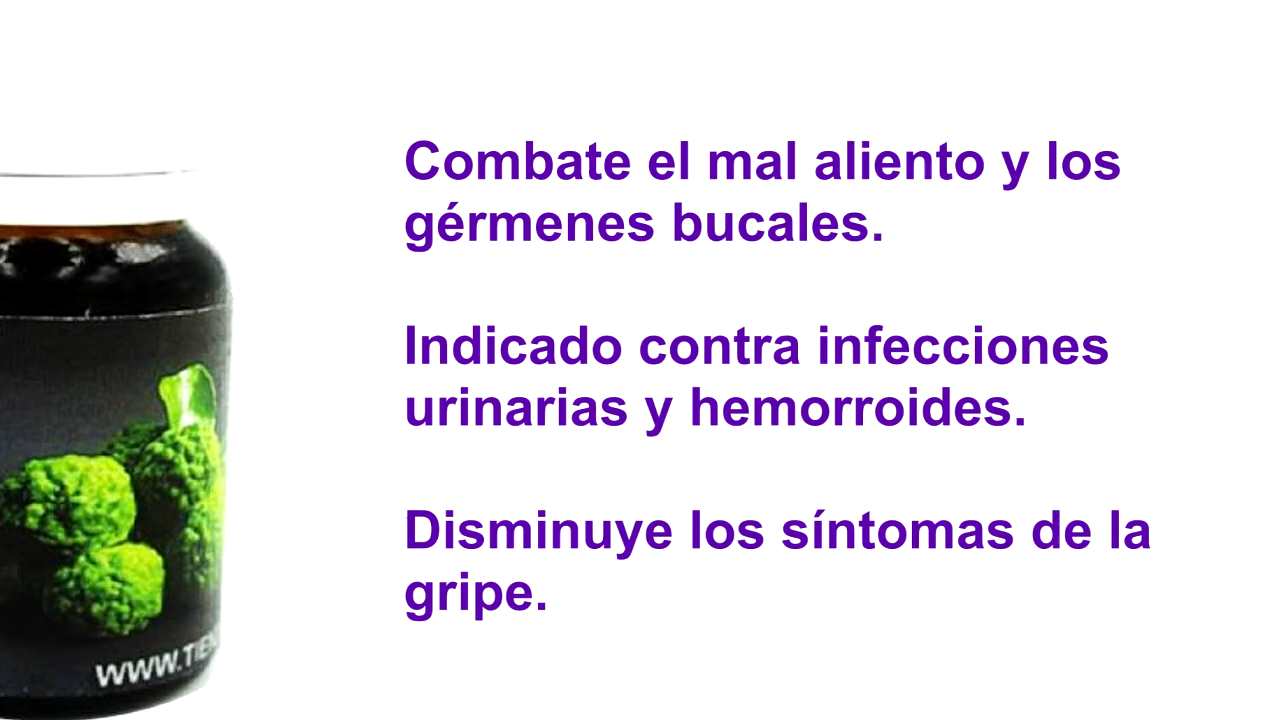 Combate el mal aliento y los
gérmenes bucales.
Indicado contra infecciones
urinarias y hemorroides.
Disminuye los síntomas de la
gripe.